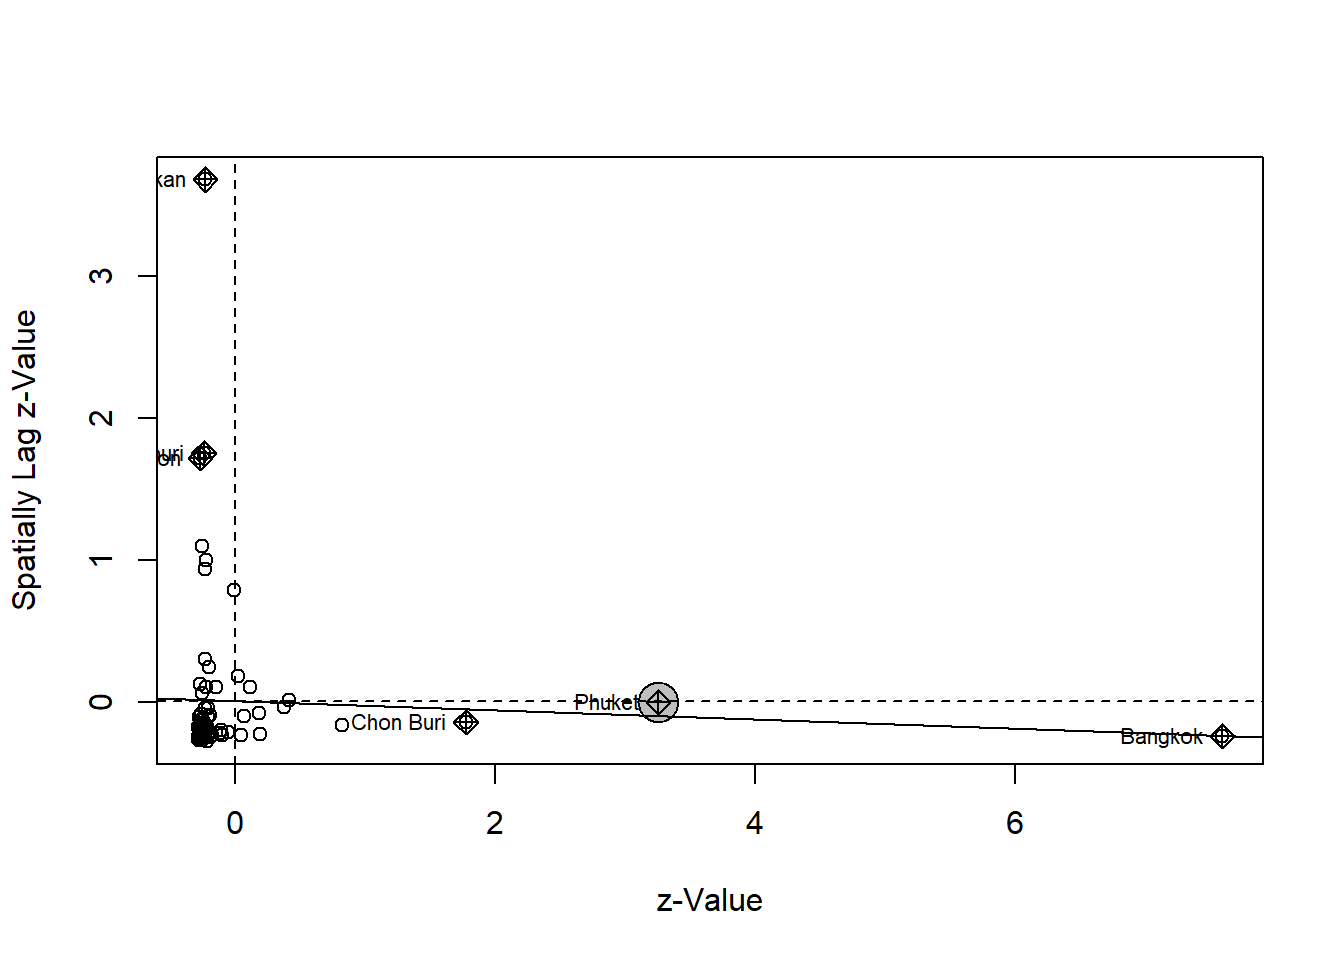 kan
3
2
uri
on
1
0
Phuket
Chon Buri
Bangkok
0 2 4 6
z-Value
Spatially Lag z-Value